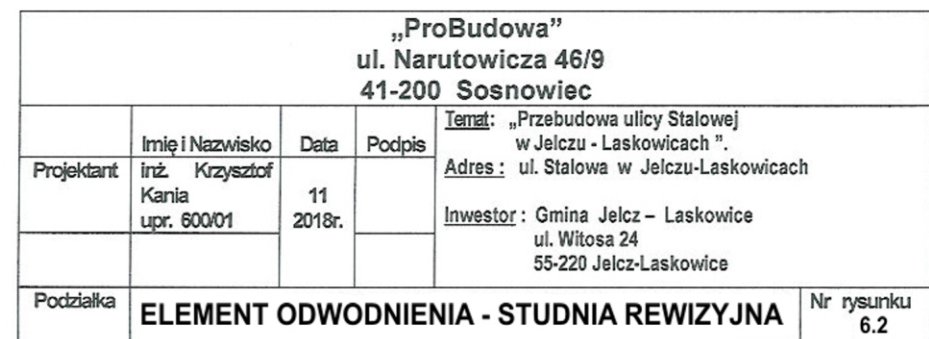 „ProBudowa”
ul. Narutowicza 46/9
41-200 Sosnowiec
Imię i Nazwisko Data Podpis
Projektant inż. Krzysztof
Kania
upr. 600/01
11
2018r.
Temat: „Przebudowa ulicy Stalowej
w Jelczu - Laskowicach ”.
Adres : ul. Stalowa w Jelczu-Laskowicach
Inwestor : Gmina Jelcz – Laskowice
ul. Witosa 24
55-220 Jelcz-Laskowice
Podziałka
ELEMENT ODWODNIENIA - STUDNIA REWIZYJNA
Nr rysunku
6.2